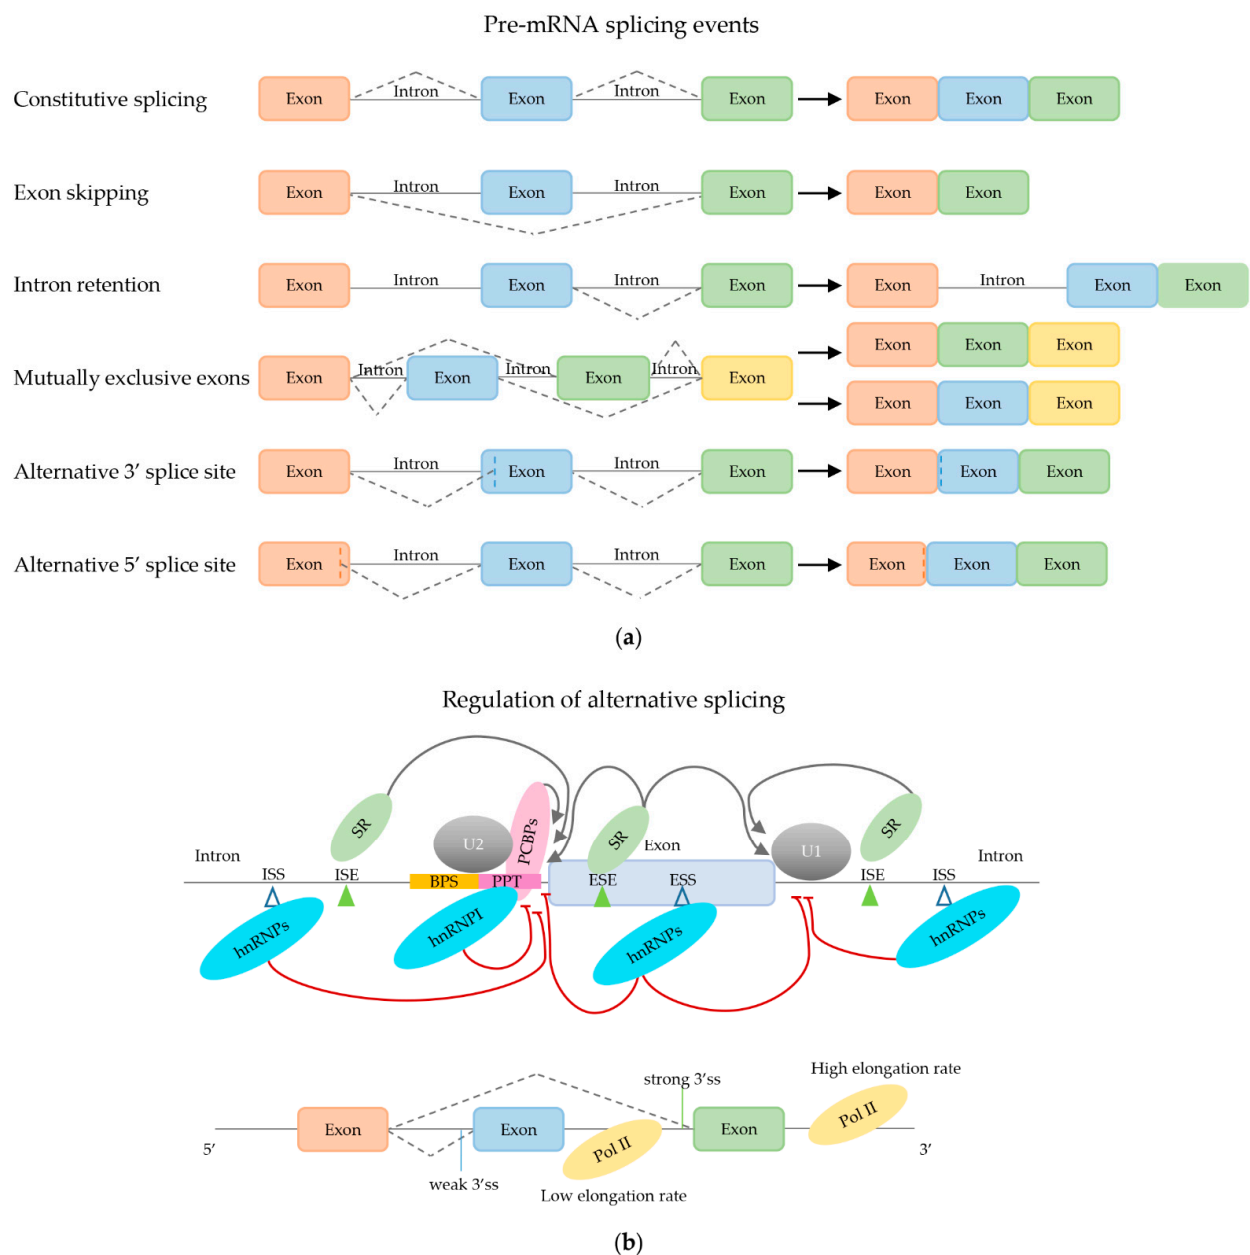 Pre-mRNA splicing events
Constitutive splicing Exon Intron Exon Intron Exon Exon Exon Exon
Exon skipping Exon Intron Exon Intron Exon Exon Exon
Intron retention Exon Intron Exon Intron Exon Exon Intron Exon Exon
Exon Exon Exon
Mutually exclusive exons Exon Intron Exon Intron Exon Intron Exon
Exon Exon Exon
Alternative 3′ splice site Exon Intron Exon Intron Exon Exon Exon Exon
Alternative 5′ splice site Exon Intron Exon Intron Exon Exon Exon Exon
(a)
Regulation of alternative splicing
SR U2 PCBPs SR Exon U1 SR
Intron Intron
ISS ISE BPS PPT ESE ESS ISE ISS
hnRNPs hnRNPI hnRNPs hnRNPs
High elongation rate
strong 3′ss
Exon Exon Pol II Exon Pol II
5′ 3′
weak 3′ss
Low elongation rate
(b)